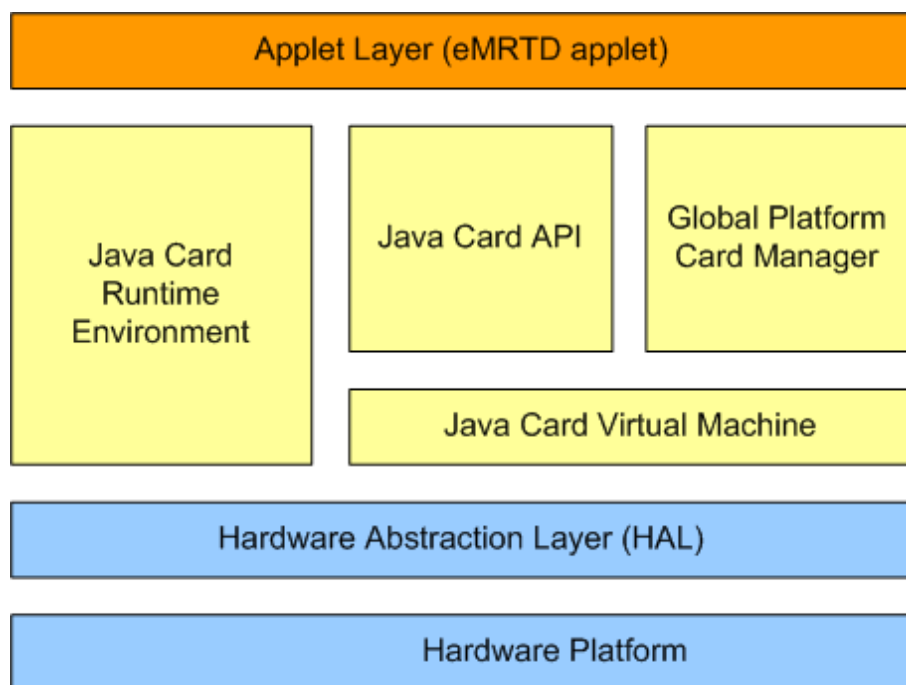 Applet Layer (eMRTD applet)
Java Card
Runtime
Environment
Java Card API
Global Platform
Card Manager
Java Card Virtual Machine
Hardware Abstraction Layer (HAL)
Hardware Platform